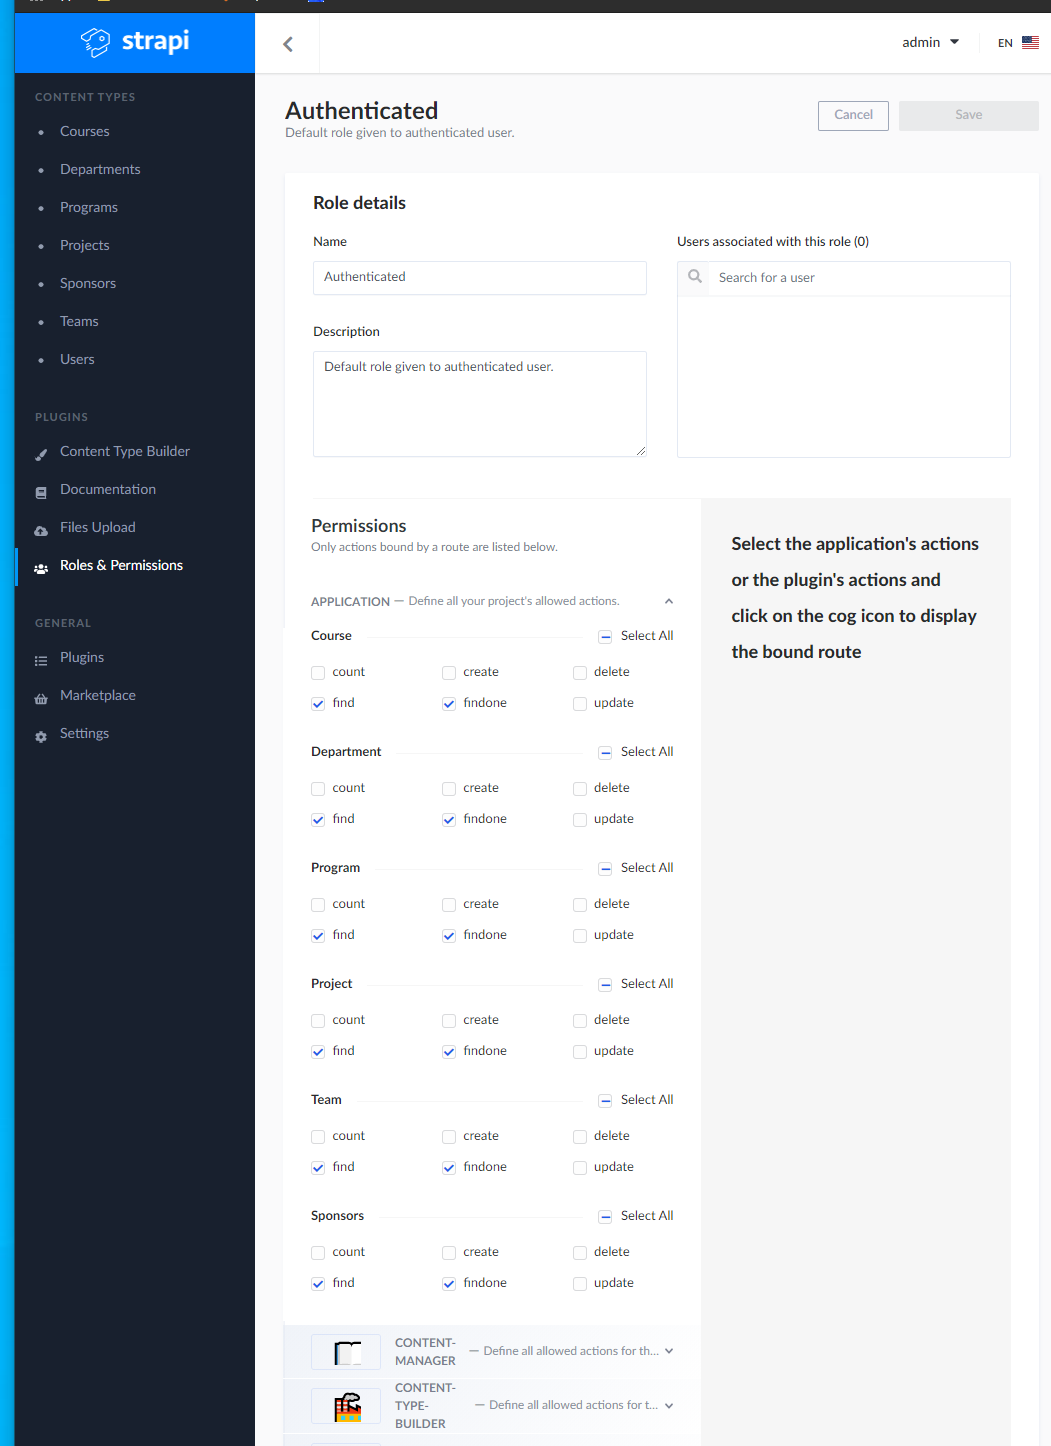 strapi
admin
EN
CONTENT TYPES
Courses
Departments
Programs
Projects
Sponsors
Teams
Users
PLUGINS
Content Type Builder
Documentation
Files Upload
Roles & Permissions
GENERAL
Plugins
Marketplace
Settings
Authenticated
Default role given to authenticated user.
Cancel
Save
Role details
Name
Authenticated
Users associated with this role (0)
Search for a user
Description
Default role given to authenticated user.
Permissions
Only actions bound by a route are listed below.
APPLICATION — Define all your project's allowed actions.
Course Select All
count create delete
find findone update
Department Select All
count create delete
find findone update
Program Select All
count create delete
find findone update
Project Select All
count create delete
find findone update
Team Select All
count create delete
find findone update
Sponsors Select All
count create delete
find findone update
CONTENT-
MANAGER
— Define all allowed actions for th...
CONTENT-
TYPE-
BUILDER
— Define all allowed actions for t...
Select the application's actions
or the plugin's actions and
click on the cog icon to display
the bound route